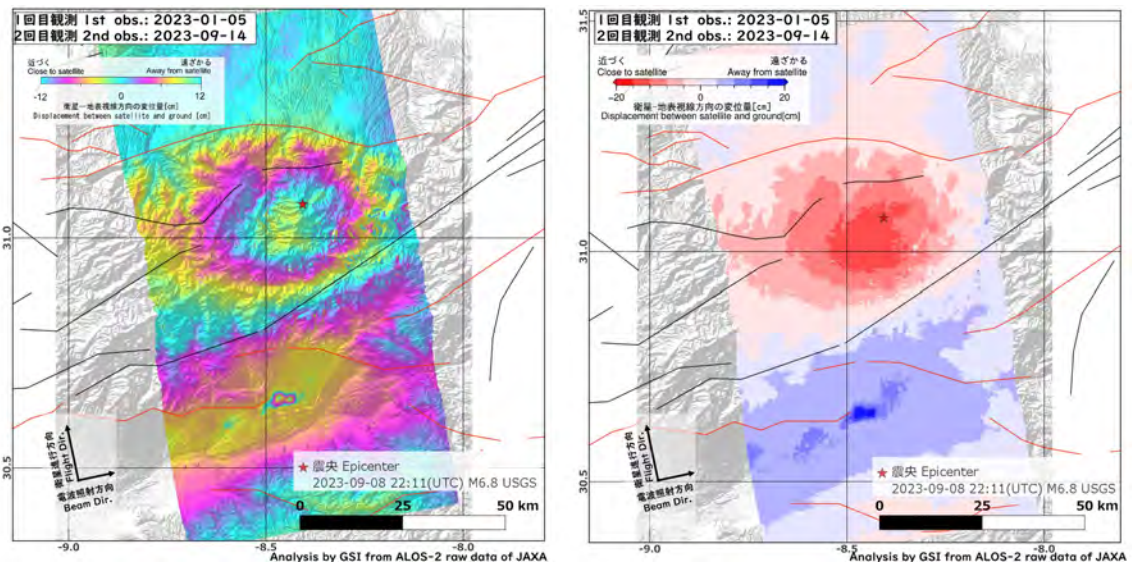 1回目観測 1st obs.: 2023-01-05
2回目観測 2nd obs.: 2023-09-14
近づく 遠ざかる
Close to satellite Away from satellite
-12 0 12
衛星-地表視線方向の変位量[cm]
Displacement between satellite and ground [cm]
31.0
30.5
衛星進行方向
Flight Dir.
電波照射方向
Beam Dir.
★ 震央 Epicenter
2023-09-08 22:11(UTC) M6.8 USGS
0 25 50 km
-9.0 -8.5 -8.0
Analysis by GSI from ALOS-2 raw data of JAXA
1回目観測 1st obs.: 2023-01-05
2回目観測 2nd obs.: 2023-09-14
近づく 遠ざかる
Close to satellite Away from satellite
-20 0 20
衛星-地表視線方向の変位量[cm]
Displacement between satellite and ground[cm]
31.5
31.0
30.5
衛星進行方向
Flight Dir.
電波照射方向
Beam Dir.
★ 震央 Epicenter
2023-09-08 22:11(UTC) M6.8 USGS
0 25 50 km
-9.0 -8.5 -8.0
Analysis by GSI from ALOS-2 raw data of JAXA